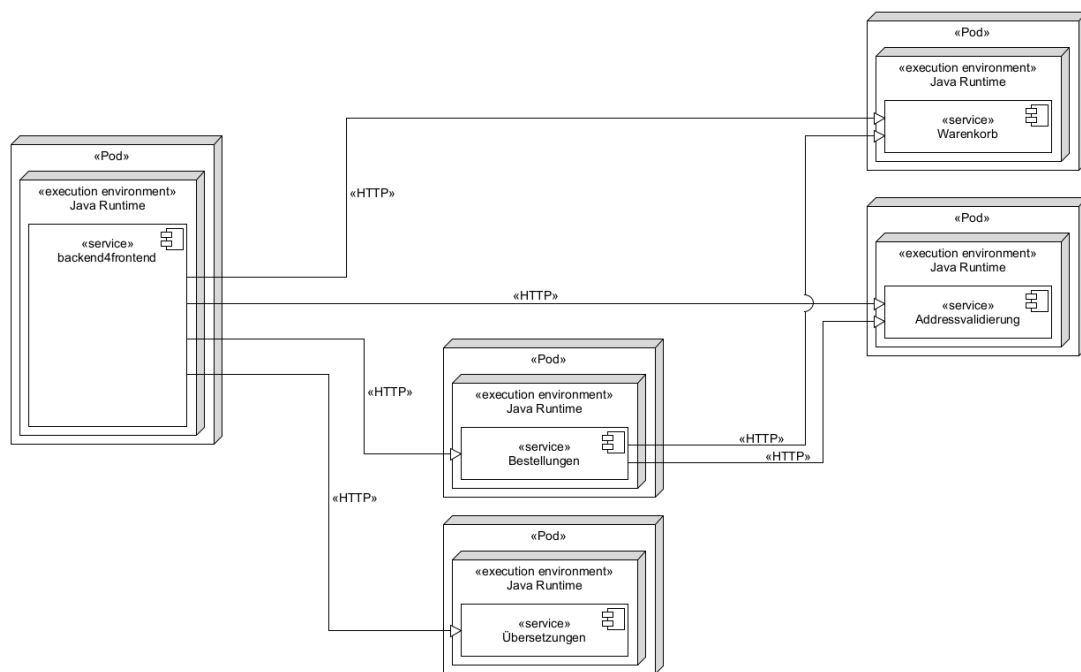 «Pod»
«execution environment»
Java Runtime
«service»
Warenkorb
«Pod»
«execution environment»
Java Runtime
«service»
backend4frontend
«HTTP»
«Pod»
«execution environment»
Java Runtime
«service»
Addressvalidierung
«HTTP»
«HTTP»
«Pod»
«execution environment»
Java Runtime
«service»
Bestellungen
«HTTP»
«HTTP»
«HTTP»
«Pod»
«execution environment»
Java Runtime
«service»
Übersetzungen